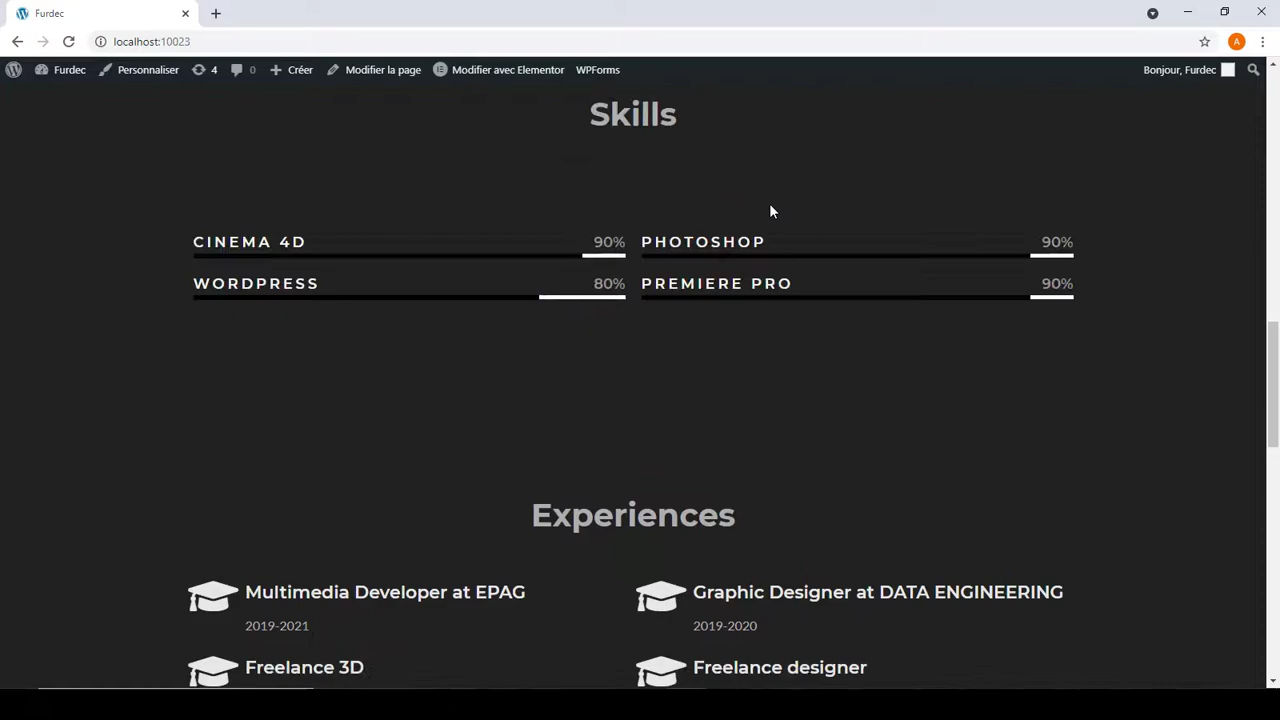 Furdec
localhost:10023
Furdec Personnaliser 4 0 Créer Modifier la page Modifier avec Elementor WPForms Bonjour, Furdec
Skills
CINEMA 4D 90% PHOTOSHOP 90%
WORDPRESS 80% PREMIERE PRO 90%
Experiences
Multimedia Developer at EPAG Graphic Designer at DATA ENGINEERING
2019-2021 2019-2020
Freelance 3D Freelance designer